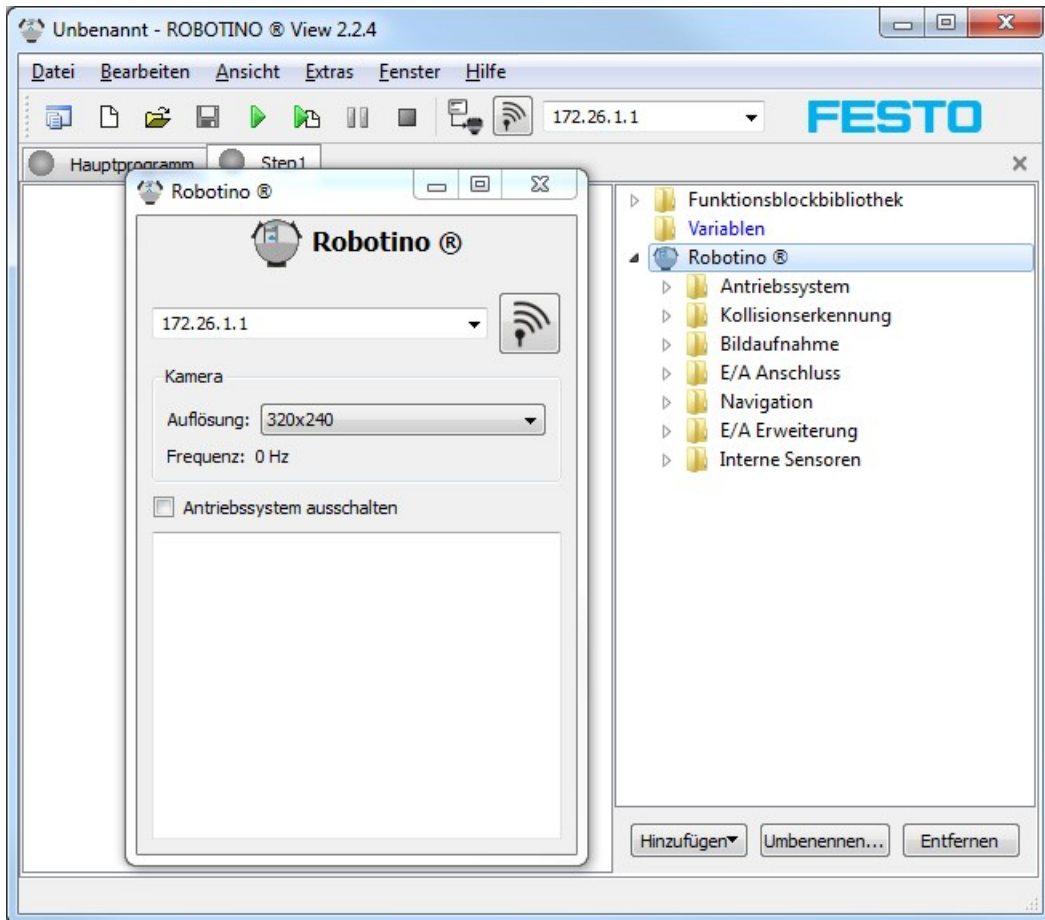 Unbenannt - ROBOTINO ® View 2.2.4
Datei Bearbeiten Ansicht Extras Fenster Hilfe
172.26.1.1
FESTO
Hauptprogramm Step1
Robotino ®
Robotino ®
172.26.1.1
Kamera
Auflösung: 320x240
Frequenz: 0 Hz
Antriebssystem ausschalten
Funktionsblockbibliothek
Variablen
Robotino ®
Antriebssystem
Kollisionserkennung
Bildaufnahme
E/A Anschluss
Navigation
E/A Erweiterung
Interne Sensoren
Hinzufügen Umbenennen... Entfernen